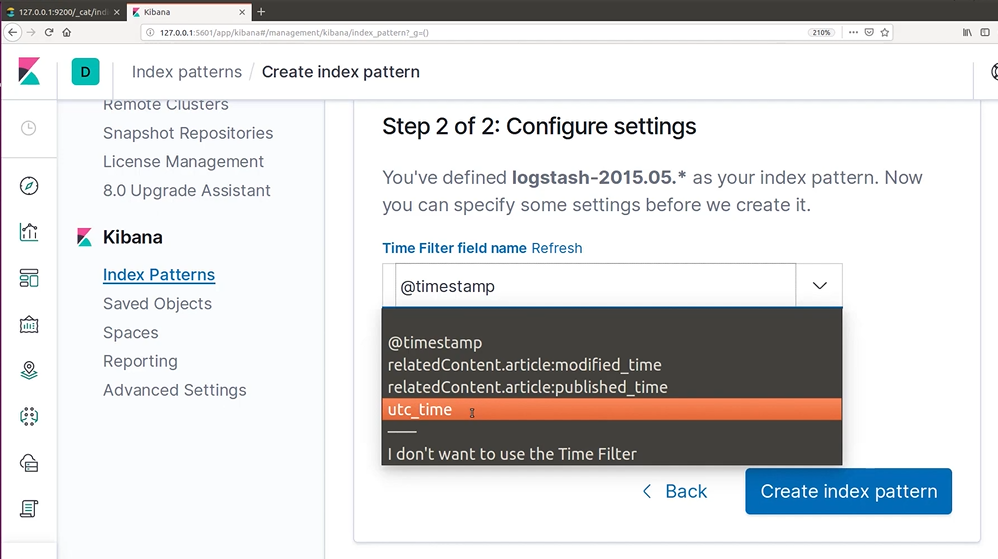 127.0.0.1:9200/_cat/indi
Kibana
127.0.0.1:5601/app/kibana#/management/kibana/index_pattern?_g=()
210%
D
Index patterns / Create index pattern
Remote Clusters
Snapshot Repositories
License Management
8.0 Upgrade Assistant
Kibana
Index Patterns
Saved Objects
Spaces
Reporting
Advanced Settings
Step 2 of 2: Configure settings
You've defined logstash-2015.05.* as your index pattern. Now
you can specify some settings before we create it.
Time Filter field name Refresh
@timestamp
@timestamp
relatedContent.article:modified_time
relatedContent.article:published_time
utc_time
I don't want to use the Time Filter
Back
Create index pattern